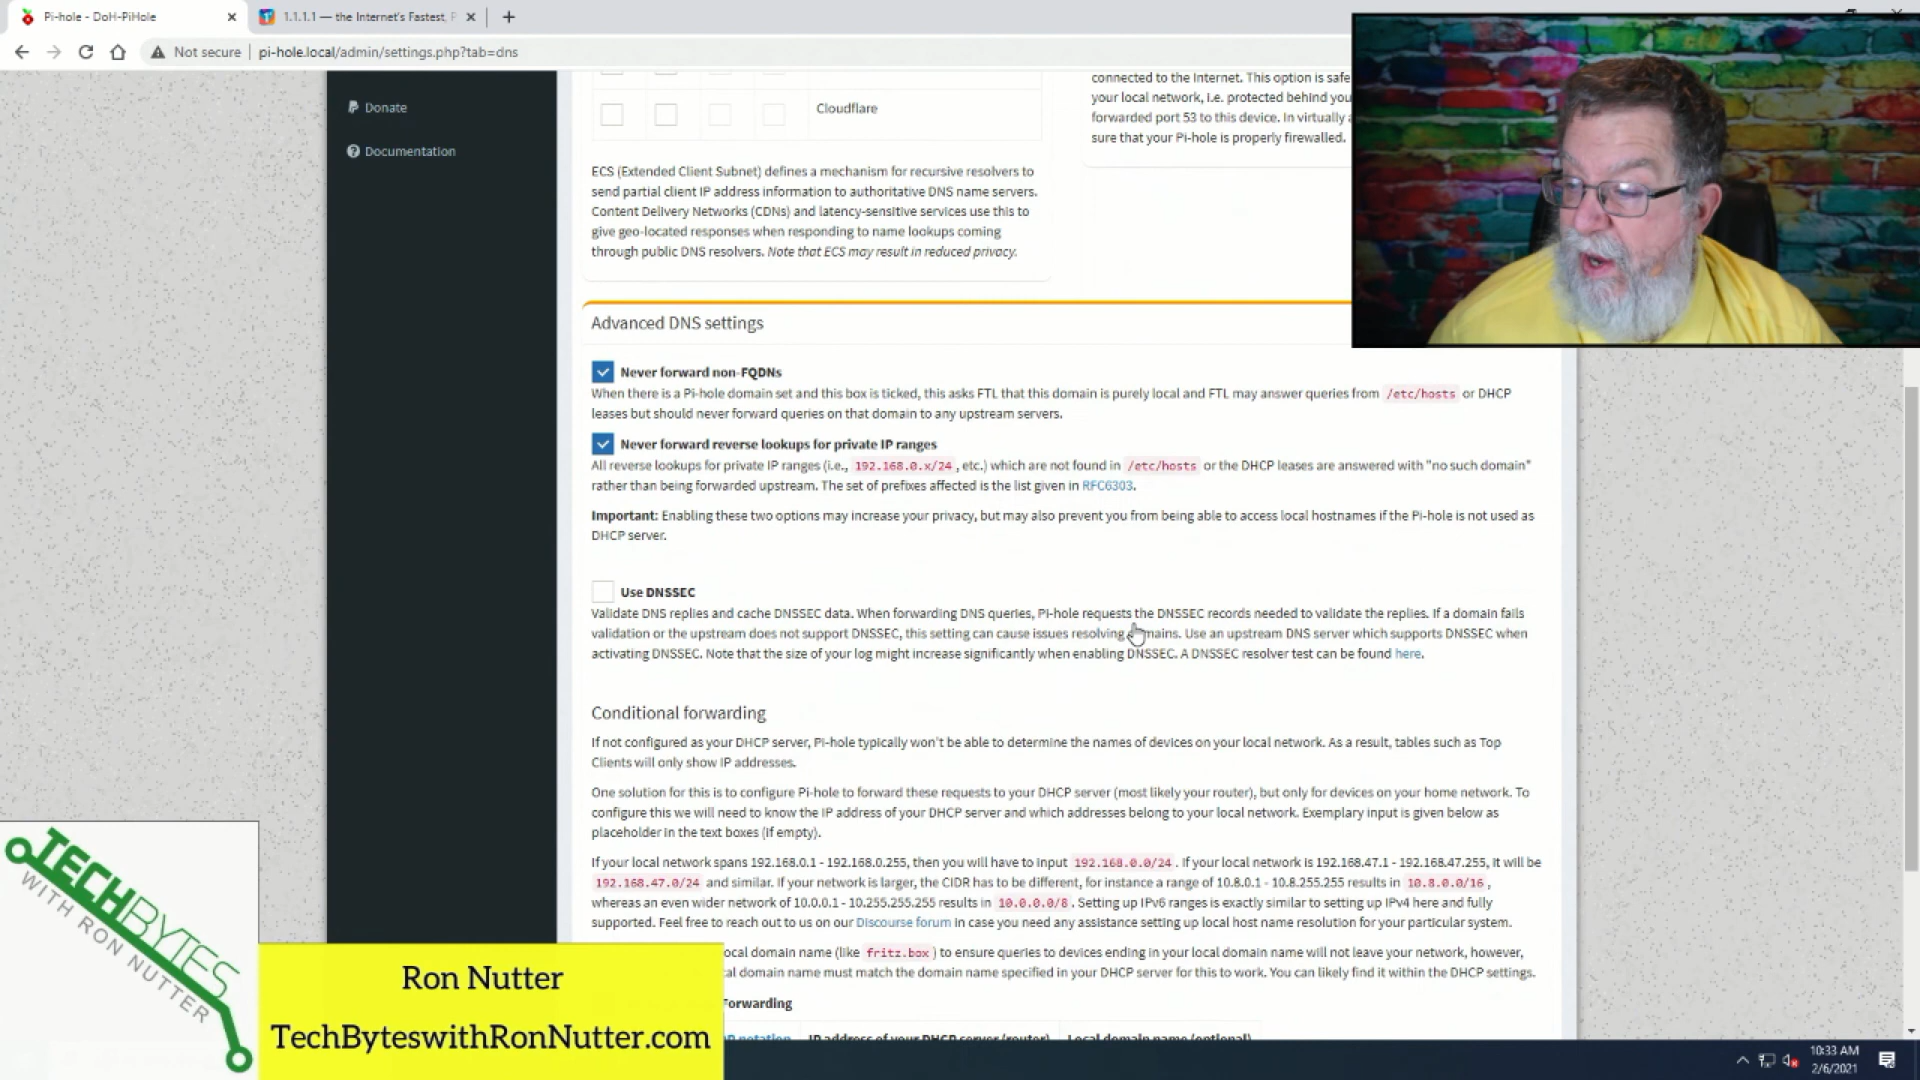 Pi-hole - DoH-PiHole
1.1.1.1 — the Internet's Fastest, F
Not secure
pi-hole.local/admin/settings.php?tab=dns
Donate
Documentation
Cloudflare
connected to the Internet. This option is safe
your local network, i.e. protected behind you
forwarded port 53 to this device. In virtually a
sure that your Pi-hole is properly firewalled.
ECS (Extended Client Subnet) defines a mechanism for recursive resolvers to
send partial client IP address information to authoritative DNS name servers.
Content Delivery Networks (CDNs) and latency-sensitive services use this to
give geo-located responses when responding to name lookups coming
through public DNS resolvers. Note that ECS may result in reduced privacy.
Advanced DNS settings
Never forward non-FQDNs
When there is a Pi-hole domain set and this box is ticked, this asks FTL that this domain is purely local and FTL may answer queries from /etc/hosts or DHCP
leases but should never forward queries on that domain to any upstream servers.
Never forward reverse lookups for private IP ranges
All reverse lookups for private IP ranges (i.e., 192.168.0.x/24, etc.) which are not found in /etc/hosts or the DHCP leases are answered with "no such domain"
rather than being forwarded upstream. The set of prefixes affected is the list given in RFC6303.
Important: Enabling these two options may increase your privacy, but may also prevent you from being able to access local hostnames if the Pi-hole is not used as
DHCP server.
Use DNSSEC
Validate DNS replies and cache DNSSEC data. When forwarding DNS queries, Pi-hole requests the DNSSEC records needed to validate the replies. If a domain fails
validation or the upstream does not support DNSSEC, this setting can cause issues resolving domains. Use an upstream DNS server which supports DNSSEC when
activating DNSSEC. Note that the size of your log might increase significantly when enabling DNSSEC. A DNSSEC resolver test can be found here.
Conditional forwarding
If not configured as your DHCP server, Pi-hole typically won't be able to determine the names of devices on your local network. As a result, tables such as Top
Clients will only show IP addresses.
One solution for this is to configure Pi-hole to forward these requests to your DHCP server (most likely your router), but only for devices on your home network. To
configure this we will need to know the IP address of your DHCP server and which addresses belong to your local network. Exemplary input is given below as
placeholder in the text boxes (if empty).
If your local network spans 192.168.0.1 - 192.168.0.255, then you will have to input 192.168.0.0/24. If your local network is 192.168.47.1 - 192.168.47.255, it will be
192.168.47.0/24 and similar. If your network is larger, the CIDR has to be different, for instance a range of 10.8.0.1 - 10.8.255.255 results in 10.8.0.0/16,
whereas an even wider network of 10.0.0.1 - 10.255.255.255 results in 10.0.0.0/8. Setting up IPv6 ranges is exactly similar to setting up IPv4 here and fully
supported. Feel free to reach out to us on our Discourse forum in case you need any assistance setting up local host name resolution for your particular system.
ocal domain name (like fritz.box) to ensure queries to devices ending in your local domain name will not leave your network, however,
al domain name must match the domain name specified in your DHCP server for this to work. You can likely find it within the DHCP settings.
Forwarding
notation IP address of your DHCP server (router) Local domain name (optional)
TECHBYTES
WITH RON NUTTER
Ron Nutter
TechByteswithRonNutter.com
10:33 AM
2/6/2021